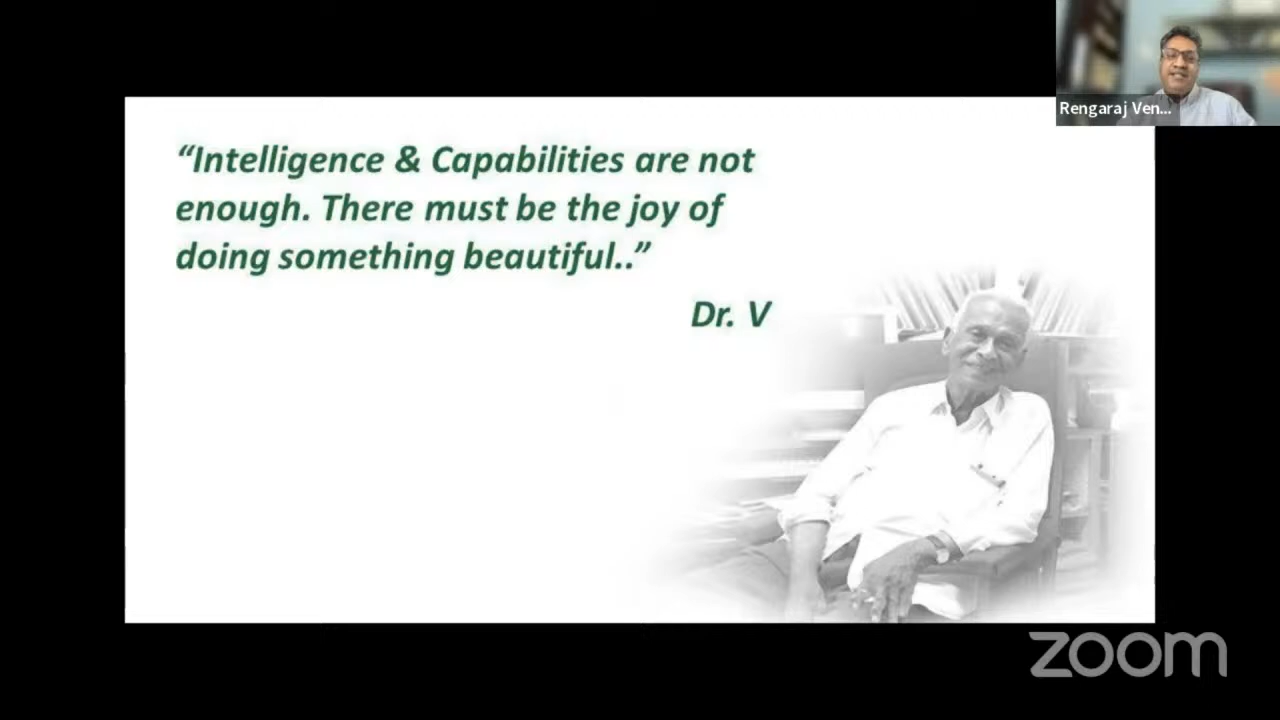 Rengaraj Ven...
“Intelligence & Capabilities are not
enough. There must be the joy of
doing something beautiful..”
Dr. V
zoom